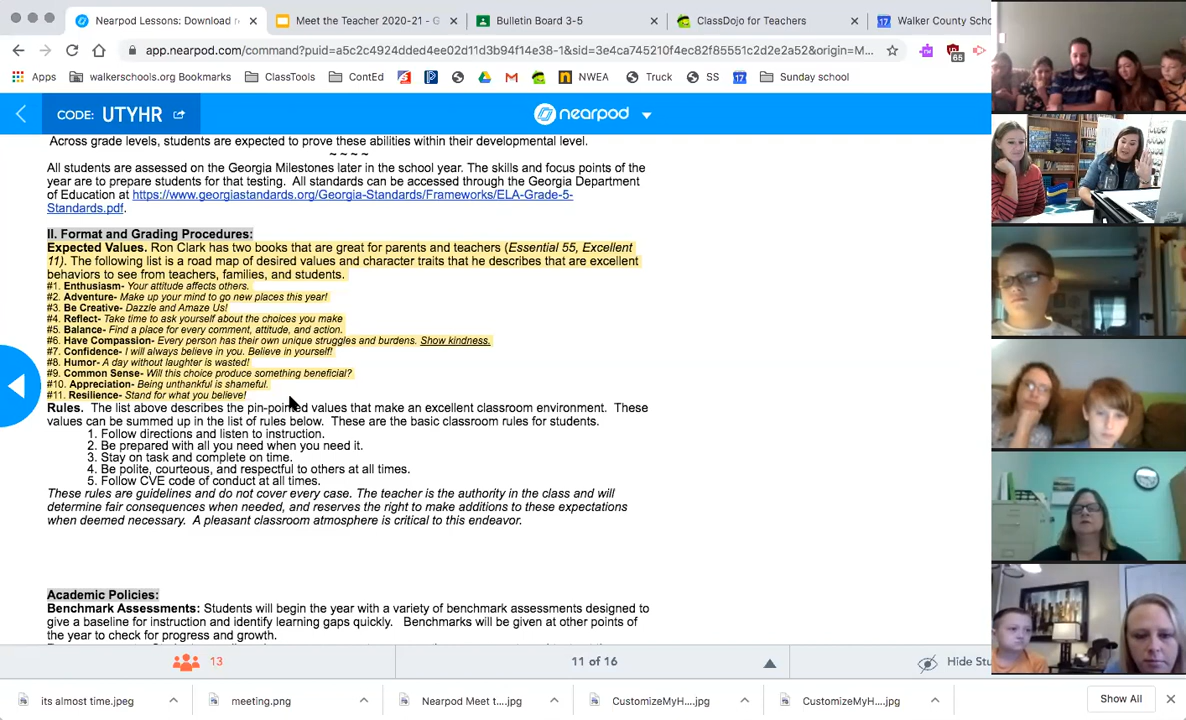 Nearpod Lessons: Download r
Meet the Teacher 2020-21 - G
Bulletin Board 3-5
ClassDojo for Teachers
Walker County Sch
app.nearpod.com/command?puid=a5c2c4924dded4ee02d11d3b94f14e38-1&sid=3e4ca745210f4ec82f85551c2d2e2a52&origin=M...
65
Apps
walkerschools.org Bookmarks
ClassTools
ContEd
NWEA
Truck
SS
17
Sunday school
CODE: UTYHR
nearpod
Across grade levels, students are expected to prove these abilities within their developmental level.
~ ~ ~ ~
All students are assessed on the Georgia Milestones later in the school year. The skills and focus points of the
year are to prepare students for that testing. All standards can be accessed through the Georgia Department
of Education at https://www.georgiastandards.org/Georgia-Standards/Frameworks/ELA-Grade-5-
Standards.pdf.
II. Format and Grading Procedures:
Expected Values. Ron Clark has two books that are great for parents and teachers (Essential 55, Excellent
11). The following list is a road map of desired values and character traits that he describes that are excellent
behaviors to see from teachers, families, and students.
#1. Enthusiasm- Your attitude affects others.
#2. Adventure- Make up your mind to go new places this year!
#3. Be Creative- Dazzle and Amaze Us!
#4. Reflect- Take time to ask yourself about the choices you make
#5. Balance- Find a place for every comment, attitude, and action.
#6. Have Compassion- Every person has their own unique struggles and burdens. Show kindness.
#7. Confidence- I will always believe in you. Believe in yourself!
#8. Humor- A day without laughter is wasted!
#9. Common Sense- Will this choice produce something beneficial?
#10. Appreciation- Being unthankful is shameful.
#11. Resilience- Stand for what you believe!
Rules. The list above describes the pin-pointed values that make an excellent classroom environment. These
values can be summed up in the list of rules below. These are the basic classroom rules for students.
1. Follow directions and listen to instruction.
2. Be prepared with all you need when you need it.
3. Stay on task and complete on time.
4. Be polite, courteous, and respectful to others at all times.
5. Follow CVE code of conduct at all times.
These rules are guidelines and do not cover every case. The teacher is the authority in the class and will
determine fair consequences when needed, and reserves the right to make additions to these expectations
when deemed necessary. A pleasant classroom atmosphere is critical to this endeavor.
Academic Policies:
Benchmark Assessments: Students will begin the year with a variety of benchmark assessments designed to
give a baseline for instruction and identify learning gaps quickly. Benchmarks will be given at other points of
the year to check for progress and growth.
13
11 of 16
Hide Stu
its almost time.jpeg
meeting.png
Nearpod Meet t....jpg
CustomizeMyH....jpg
CustomizeMyH....jpg
Show All